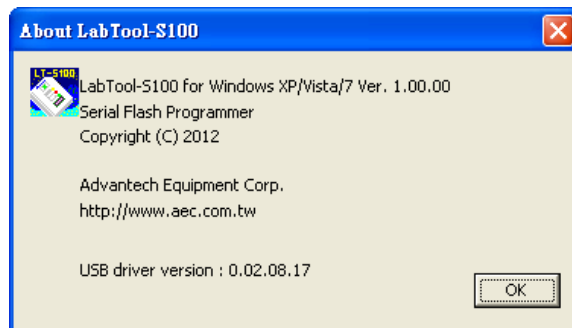 About LabTool-S100
LT-S100
LabTool-S100 for Windows XP/Vista/7 Ver. 1.00.00
Serial Flash Programmer
Copyright (C) 2012
Advantech Equipment Corp.
http://www.aec.com.tw
USB driver version : 0.02.08.17
OK